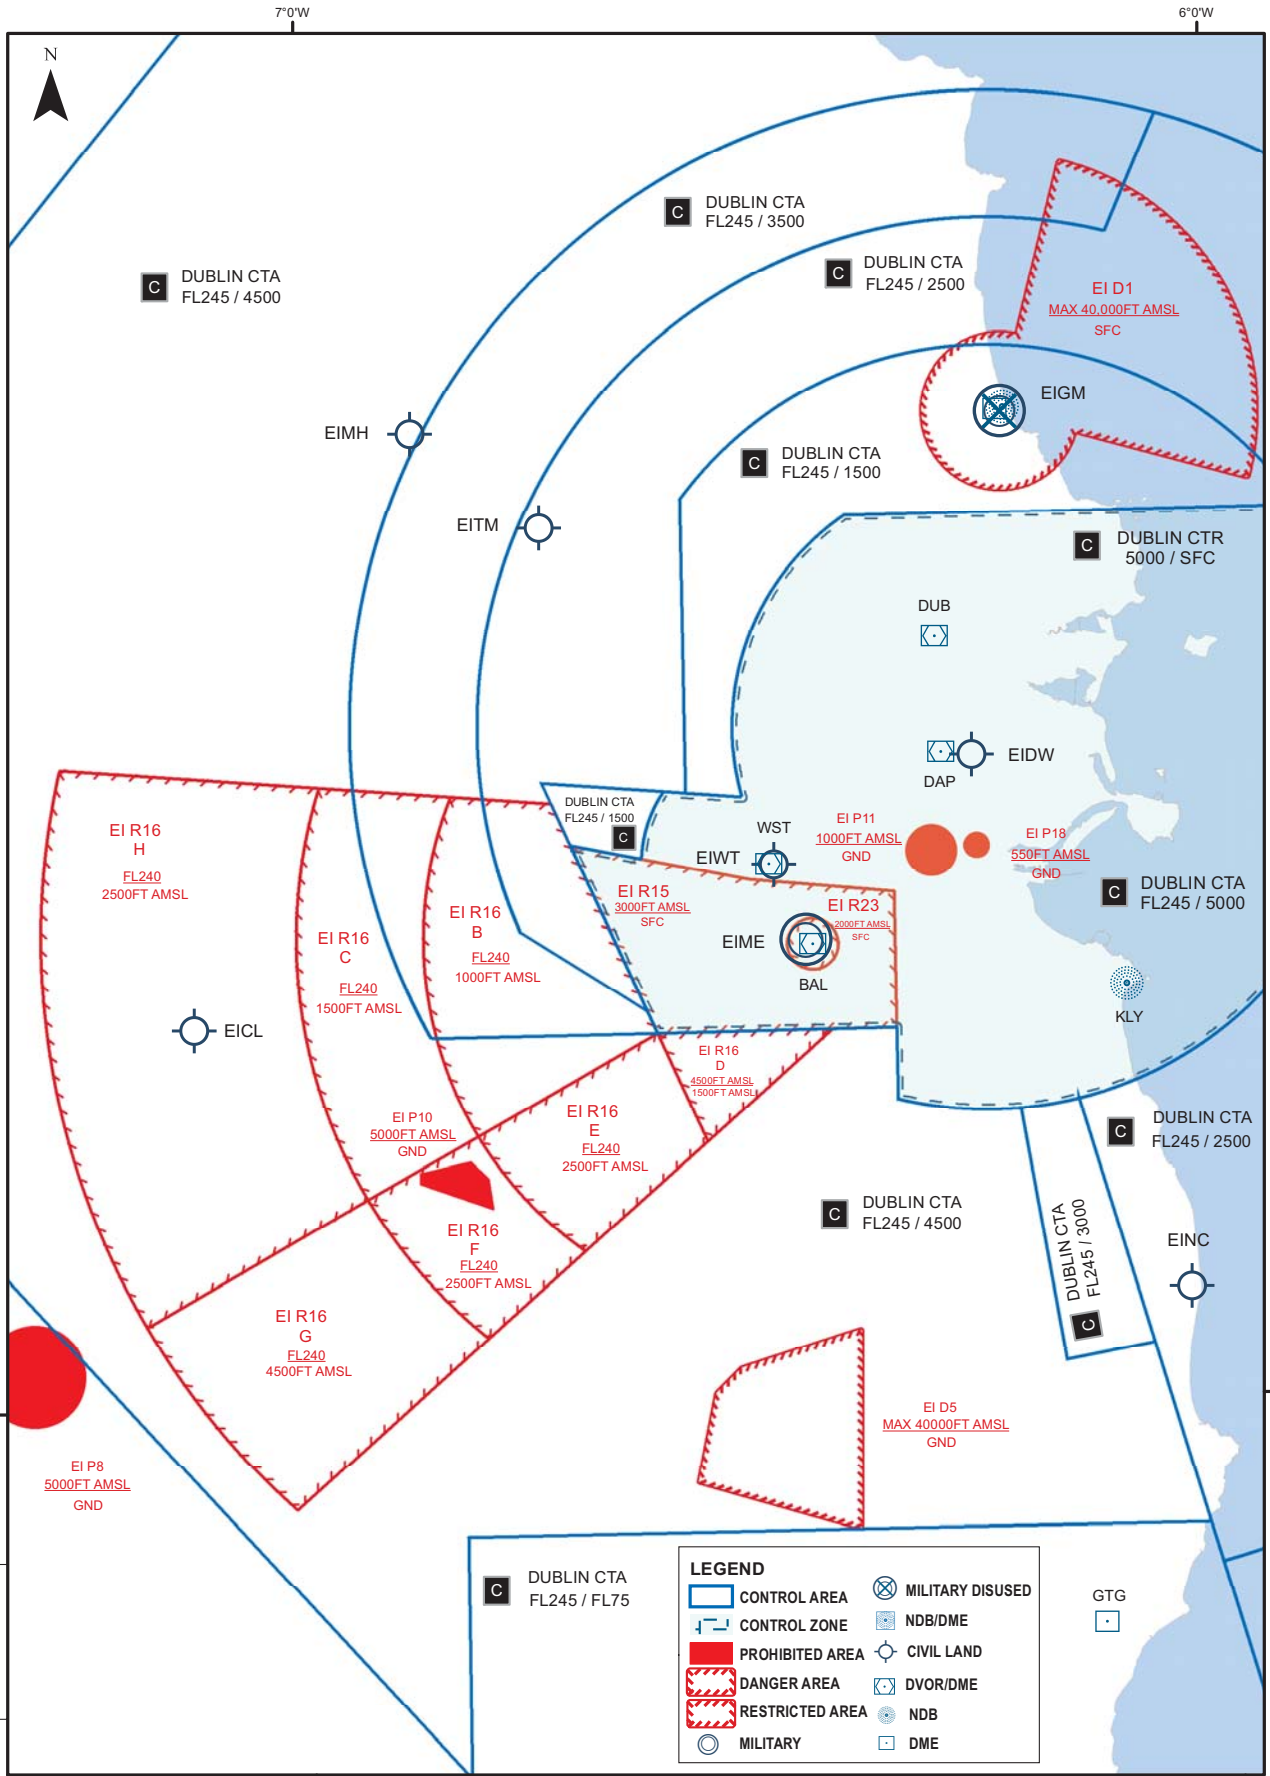 7°0'W
6°0'W
N
DUBLIN CTA
C
FL245 / 3500
DUBLIN CTA
C
FL245 / 4500
DUBLIN CTA
C
FL245 / 2500
EI D1
MAX 40,000FT AMSL
SFC
EIGM
EIMH
DUBLIN CTA
C
FL245 / 1500
EITM
DUBLIN CTR
C
5000 / SFC
DUB
EIDW
DAP
DUBLIN CTA
FL245 / 1500
C
WST
EIWT
EI P11
1000FT AMSL
GND
EI P18
550FT AMSL
GND
EI R16
H
FL240
2500FT AMSL
EI R16
C
FL240
1500FT AMSL
EI R16
B
FL240
1000FT AMSL
EI R15
3000FT AMSL
SFC
EI R23
2000FT AMSL
SFC
EIME
BAL
DUBLIN CTA
C
FL245 / 5000
KLY
EICL
EI R16
D
4500FT AMSL
1500FT AMSL
EI P10
5000FT AMSL
GND
EI R16
E
FL240
2500FT AMSL
DUBLIN CTA
C
FL245 / 2500
DUBLIN CTA
C
FL245 / 4500
DUBLIN CTA
FL245 / 3000
C
EINC
EI R16
F
FL240
2500FT AMSL
EI R16
G
FL240
4500FT AMSL
EI D5
MAX 40000FT AMSL
GND
EI P8
5000FT AMSL
GND
DUBLIN CTA
C
FL245 / FL75
GTG
LEGEND
CONTROL AREA
CONTROL ZONE
PROHIBITED AREA
DANGER AREA
RESTRICTED AREA
MILITARY
MILITARY DISUSED
NDB/DME
CIVIL LAND
DVOR/DME
NDB
DME